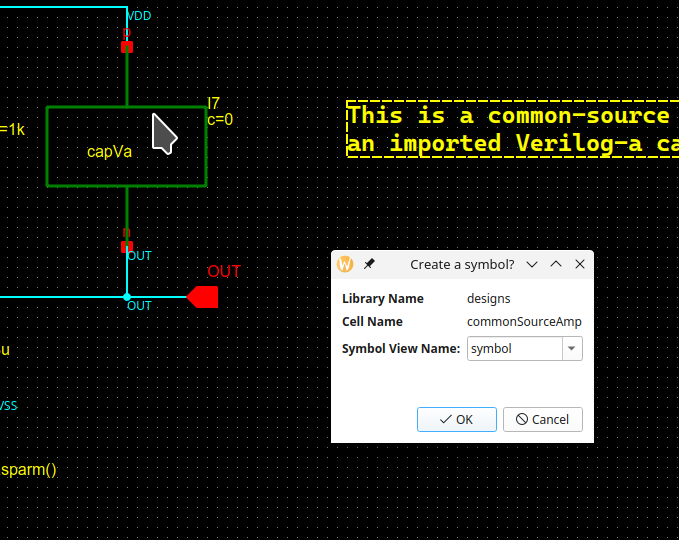 VDD
p
I7
c=0
=1k
capVa
This is a common-source
an imported Verilog-a ca
n
OUT
OUT
OUT
Create a symbol?
Library Name designs
Cell Name commonSourceAmp
Symbol View Name: symbol
OK Cancel
u
VSS
sparm()